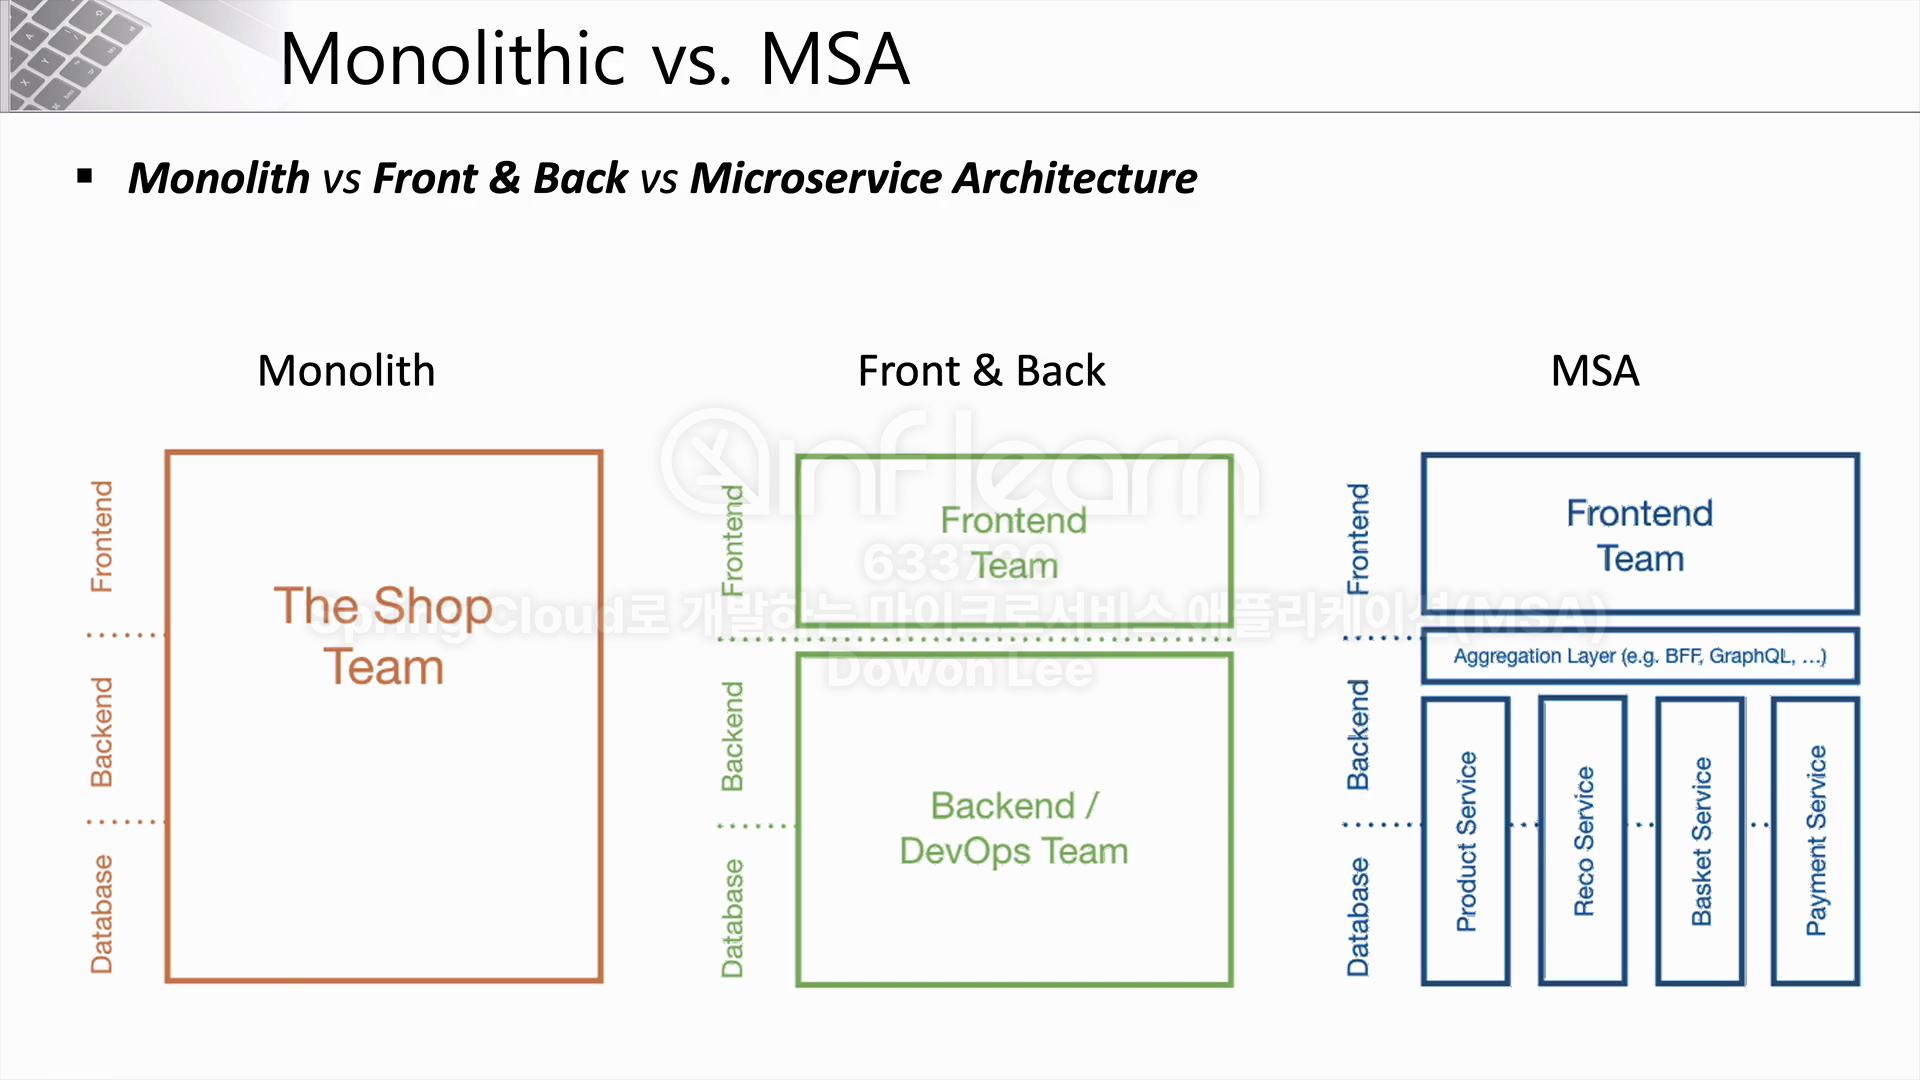 Monolithic vs. MSA
▪ Monolith vs Front & Back vs Microservice Architecture
Monolith
Frontend
Backend
Database
The Shop
Team
Front & Back
Frontend
Backend
Database
Frontend
Team
Backend /
DevOps Team
MSA
Frontend
Backend
Database
Frontend
Team
Aggregation Layer (e.g. BFF, GraphQL, ...)
Product Service
Reco Service
Basket Service
Payment Service
inflearn
Spring Cloud로 개발하는 마이크로서비스 애플리케이션(MSA)
Dowon Lee